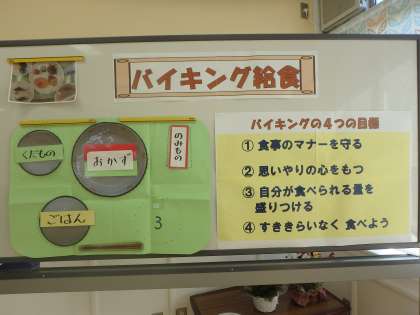 バイキング給食
くだもの
おかず
のみもの
ごはん
3
バイキングの4つの目標
① 食事のマナーを守る
② 思いやりの心をもつ
③ 自分が食べられる量を
盛りつける
④ すききらいなく 食べよう